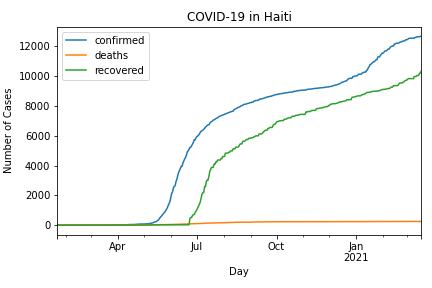 COVID-19 in Haiti
confirmed
deaths
recovered
Number of Cases
12000
10000
8000
6000
4000
2000
0
Apr
Jul
Oct
Jan
2021
Day